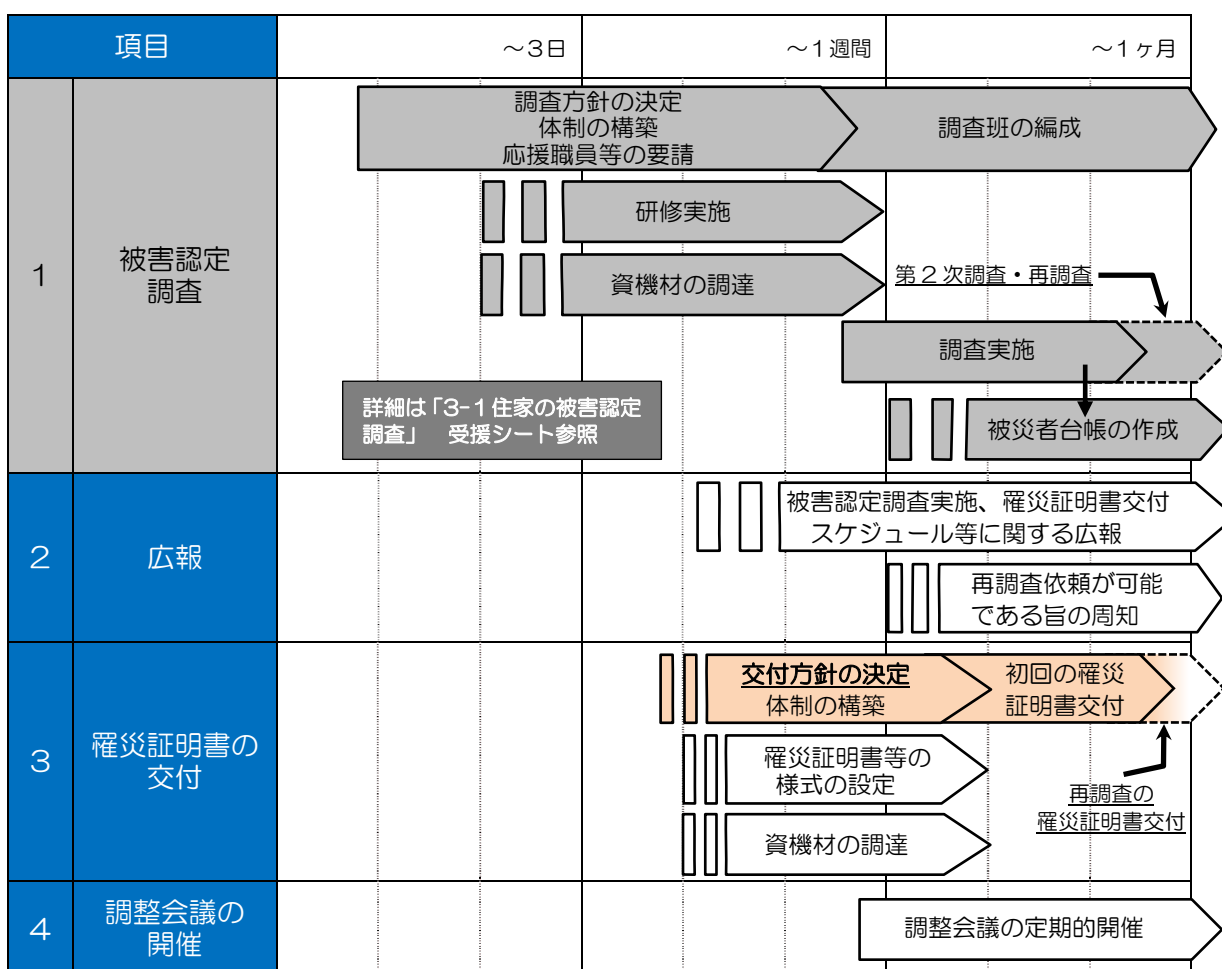 項目
～3日
～1週間
～1ヶ月
1
被害認定
調査
調査方針の決定
体制の構築
応援職員等の要請
調査班の編成
研修実施
資機材の調達
第2次調査・再調査
調査実施
詳細は「3-1住家の被害認定
調査」　受援シート参照
被災者台帳の作成
2
広報
被害認定調査実施、罹災証明書交付
スケジュール等に関する広報
再調査依頼が可能
である旨の周知
3
罹災証明書の
交付
交付方針の決定
体制の構築
初回の罹災
証明書交付
罹災証明書等の
様式の設定
再調査の
罹災証明書交付
資機材の調達
4
調整会議の
開催
調整会議の定期的開催